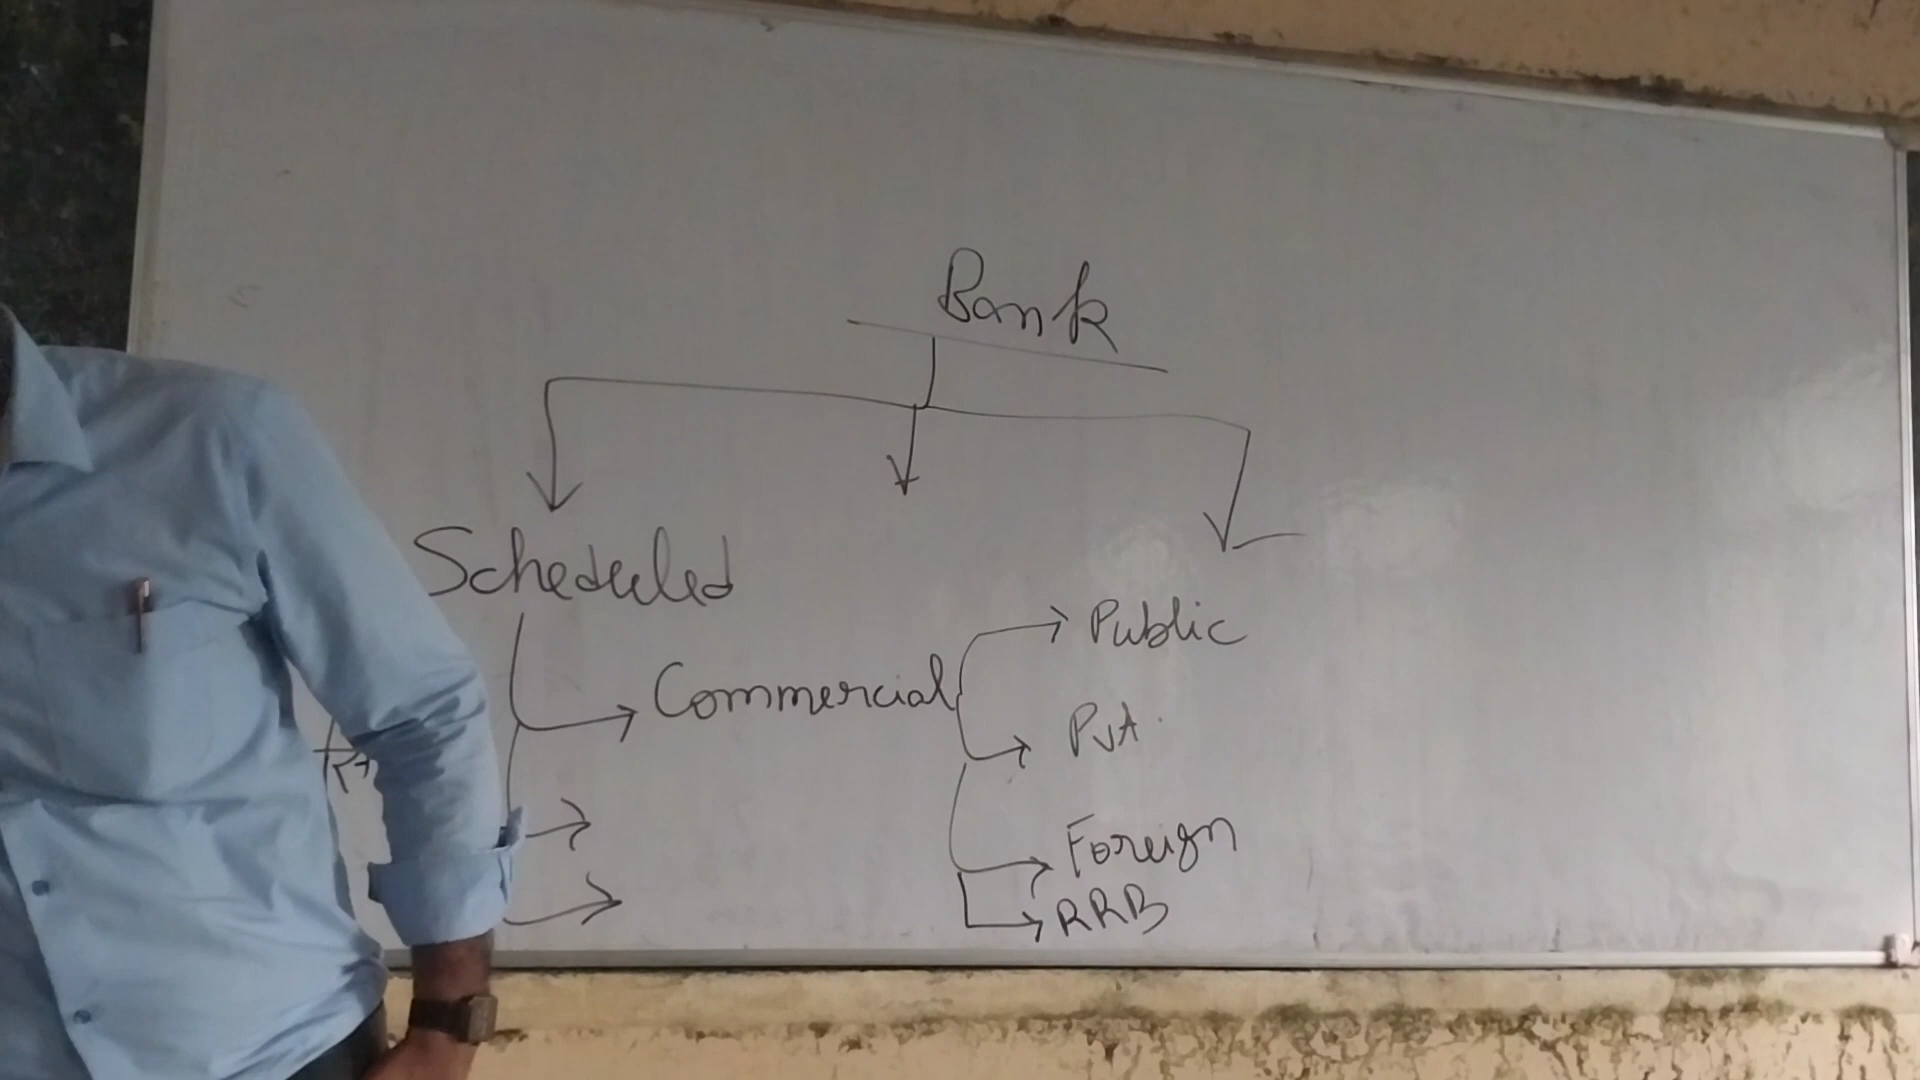 Bank
Scheduled
Commercial
Public
Pvt.
Foreign
RRB